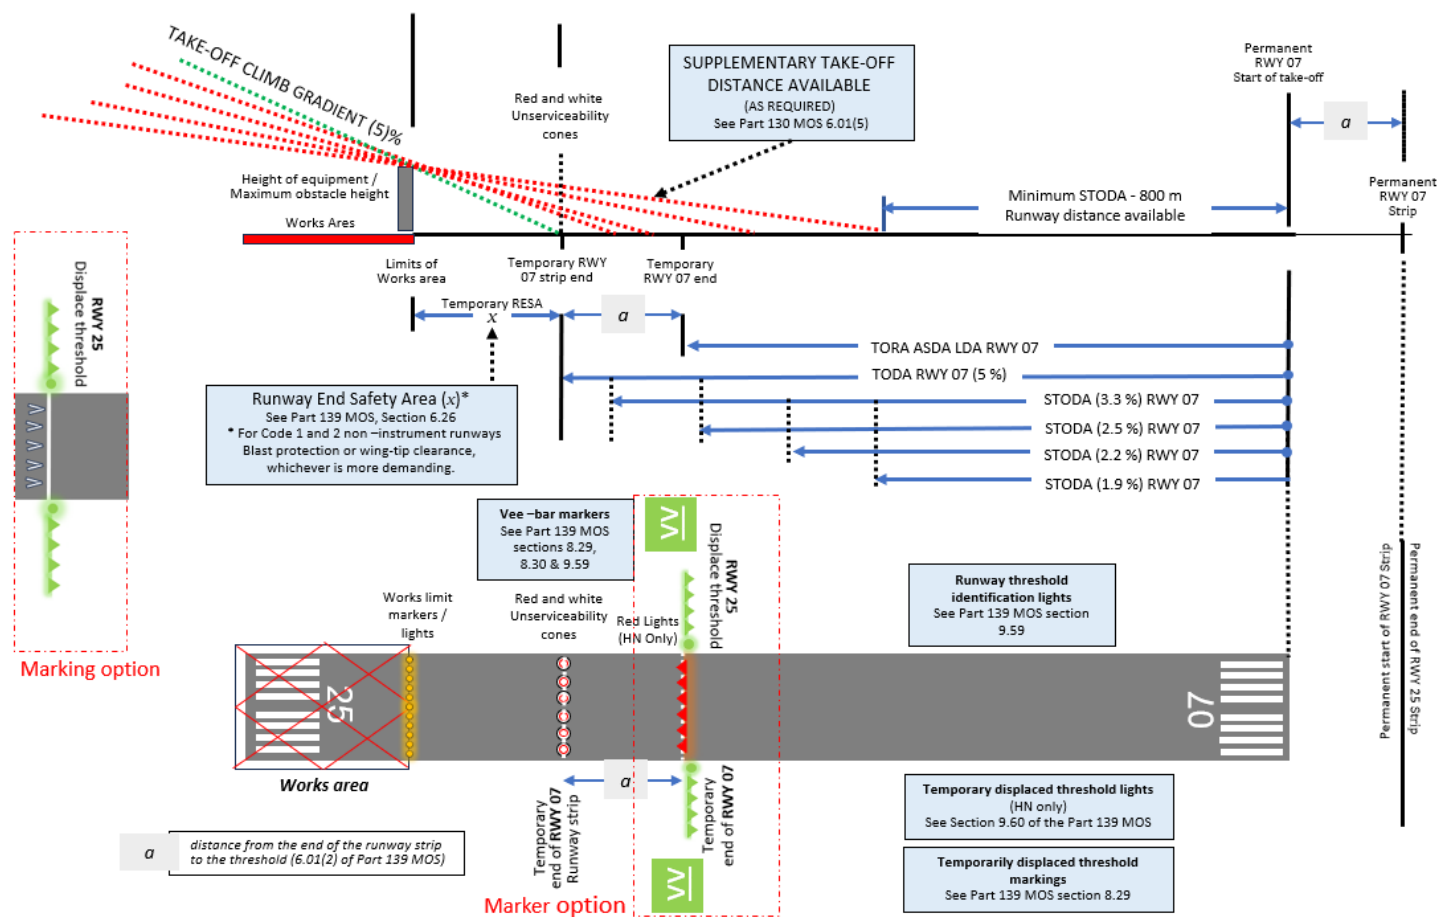 TAKE-OFF CLIMB GRADIENT (5)%
SUPPLEMENTARY TAKE-OFF
DISTANCE AVAILABLE
(AS REQUIRED)
See Part 130 MOS 6.01(5)
Red and white
Unserviceability
cones
Permanent
RWY 07
Start of take-off
a
Permanent
RWY 07
Strip
Height of equipment /
Maximum obstacle height
Works Ares
Minimum STODA - 800 m
Runway distance available
Limits of
Works area
Temporary RWY
07 strip end
Temporary
RWY 07 end
Temporary RESA
x
a
TORA ASDA LDA RWY 07
TODA RWY 07 (5 %)
STODA (3.3 %) RWY 07
STODA (2.5 %) RWY 07
STODA (2.2 %) RWY 07
STODA (1.9 %) RWY 07
RWY 25
Displace threshold
V V V V V
Marking option
Runway End Safety Area (x)*
See Part 139 MOS, Section 6.26
* For Code 1 and 2 non –instrument runways
Blast protection or wing-tip clearance,
whichever is more demanding.
Vee –bar markers
See Part 139 MOS
sections 8.29,
8.30 & 9.59
VV
RWY 25
Displace threshold
Runway threshold
identification lights
See Part 139 MOS section
9.59
Works limit
markers /
lights
Red and white
Unserviceability
cones
Red Lights
(HN Only)
25
07
Permanent start of RWY 07 Strip
Permanent end of RWY 25 Strip
Works area
a
Temporary
end of RWY 07
Runway strip
Temporary
end of RWY 07
VV
Marker option
Temporary displaced threshold lights
(HN only)
See Section 9.60 of the Part 139 MOS
Temporarily displaced threshold
markings
See Part 139 MOS section 8.29
a
distance from the end of the runway strip
to the threshold (6.01(2) of Part 139 MOS)